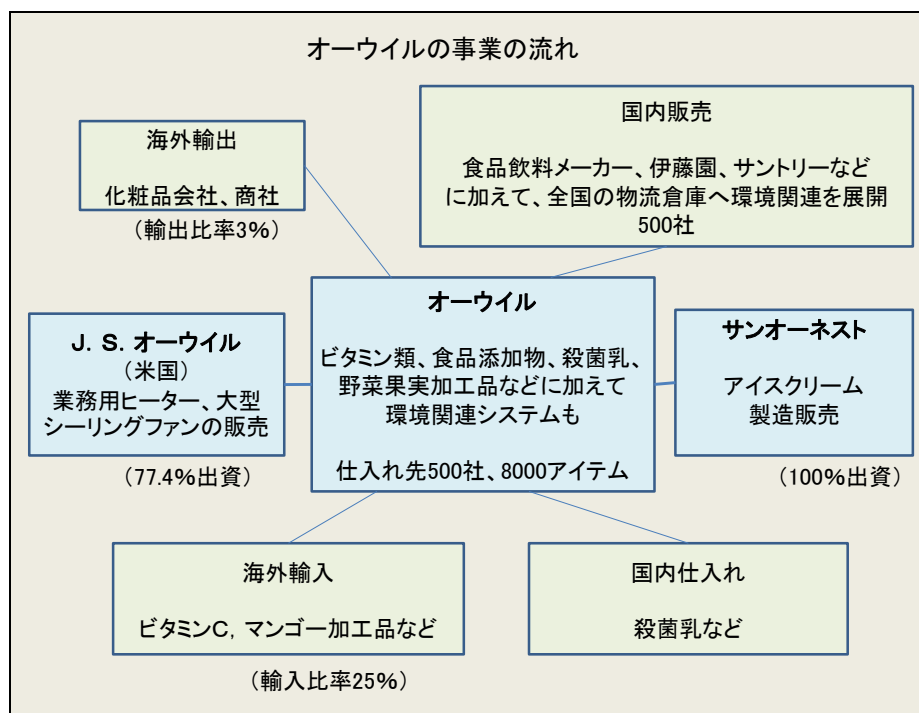 オーウイルの事業の流れ
海外輸出
化粧品会社、商社
（輸出比率3％）
国内販売
食品飲料メーカー、伊藤園、サントリーなど
に加えて、全国の物流倉庫へ環境関連を展開
500社
J．S．オーウイル
（米国）
業務用ヒーター、大型
シーリングファンの販売
（77.4％出資）
オーウイル
ビタミン類、食品添加物、殺菌乳、
野菜果実加工品などに加えて
環境関連システムも
仕入れ先500社、8000アイテム
サンオーネスト
アイスクリーム
製造販売
（100％出資）
海外輸入
ビタミンC，マンゴー加工品など
（輸入比率25％）
国内仕入れ
殺菌乳など